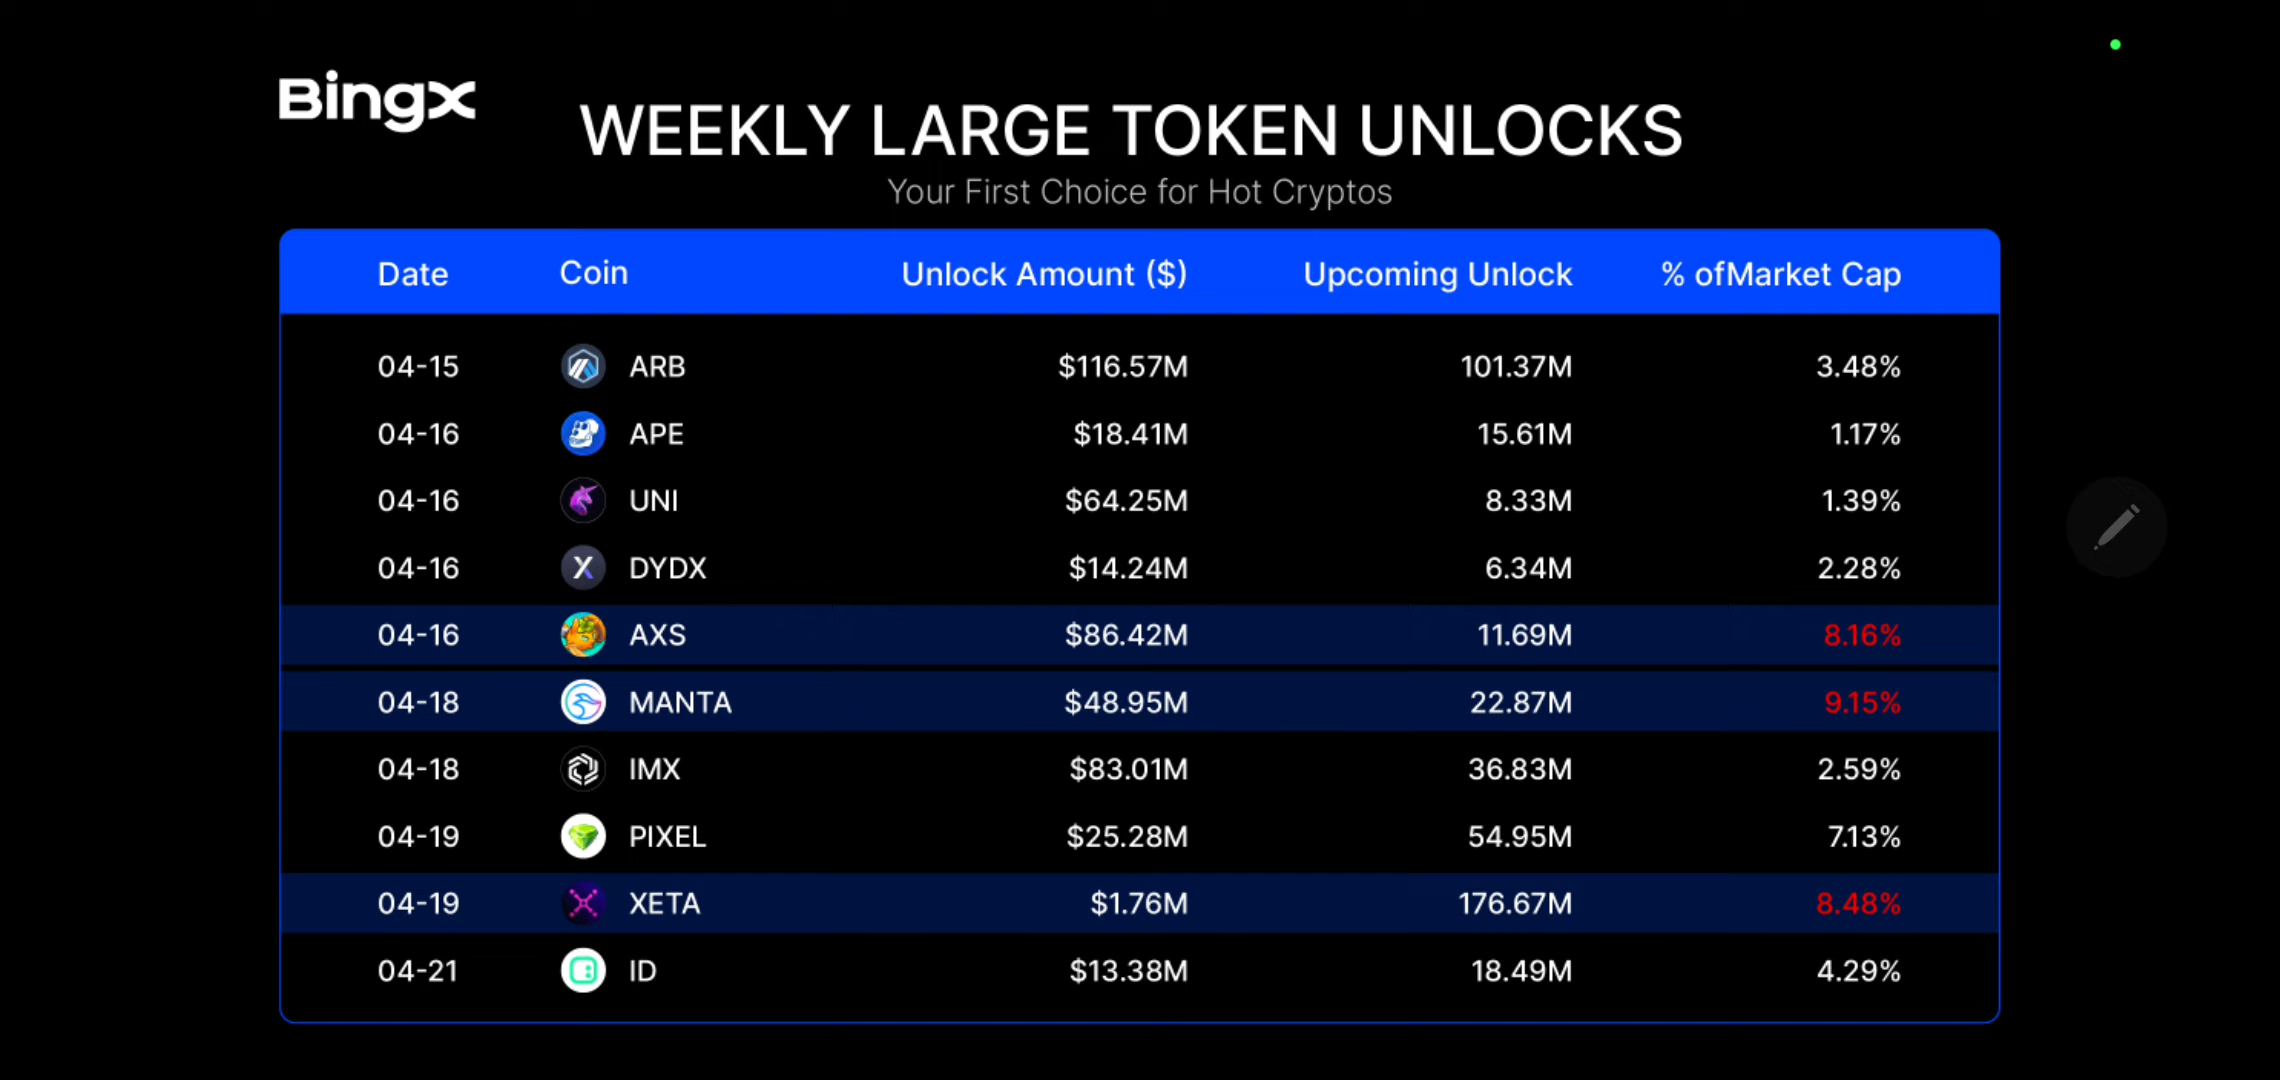 BingX
WEEKLY LARGE TOKEN UNLOCKS
Your First Choice for Hot Cryptos
Date Coin Unlock Amount ($) Upcoming Unlock % ofMarket Cap
04-15 ARB $116.57M 101.37M 3.48%
04-16 APE $18.41M 15.61M 1.17%
04-16 UNI $64.25M 8.33M 1.39%
04-16 DYDX $14.24M 6.34M 2.28%
04-16 AXS $86.42M 11.69M 8.16%
04-18 MANTA $48.95M 22.87M 9.15%
04-18 IMX $83.01M 36.83M 2.59%
04-19 PIXEL $25.28M 54.95M 7.13%
04-19 XETA $1.76M 176.67M 8.48%
04-21 ID $13.38M 18.49M 4.29%